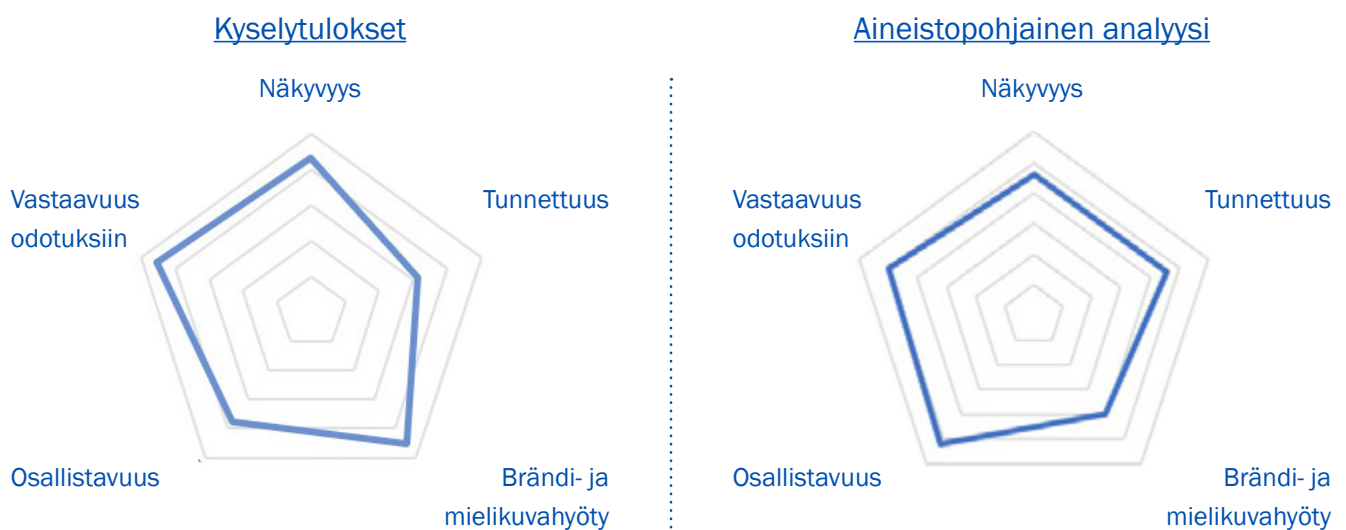 Kyselytulokset
Näkyvyys
Vastaavuus
odotuksiin
Tunnettuus
Osallistavuus
Brändi- ja
mielikuvahyöty
Aineistopohjainen analyysi
Näkyvyys
Vastaavuus
odotuksiin
Tunnettuus
Osallistavuus
Brändi- ja
mielikuvahyöty